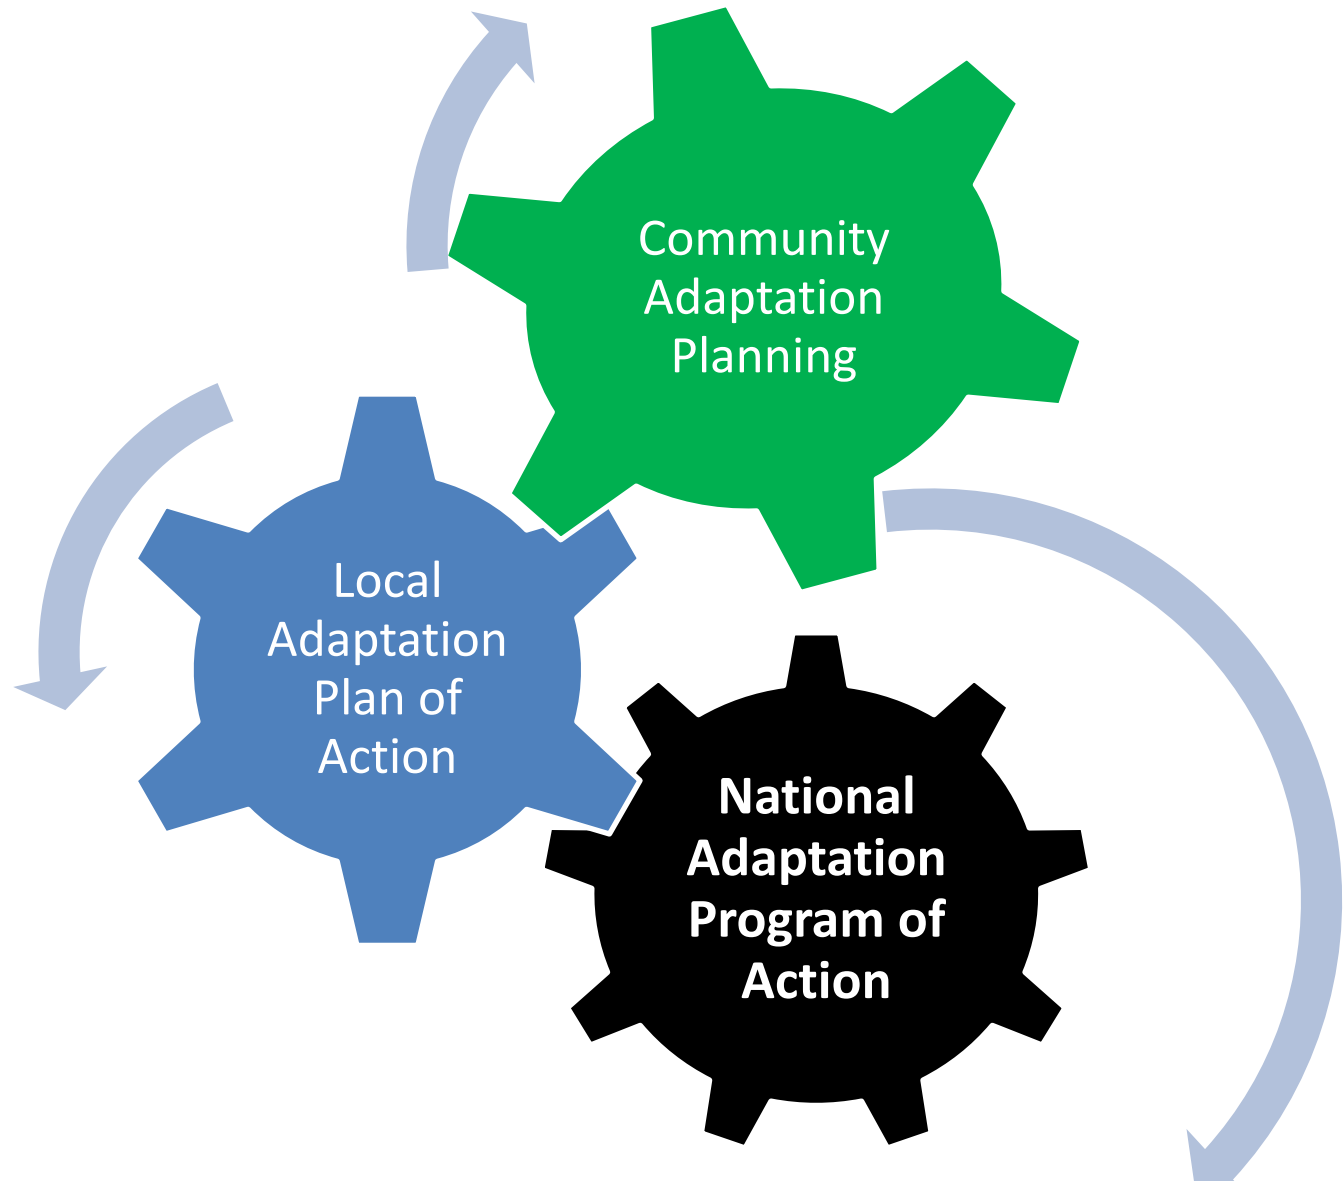 Community
Adaptation
Planning
Local
Adaptation
Plan of
Action
National
Adaptation
Program of
Action